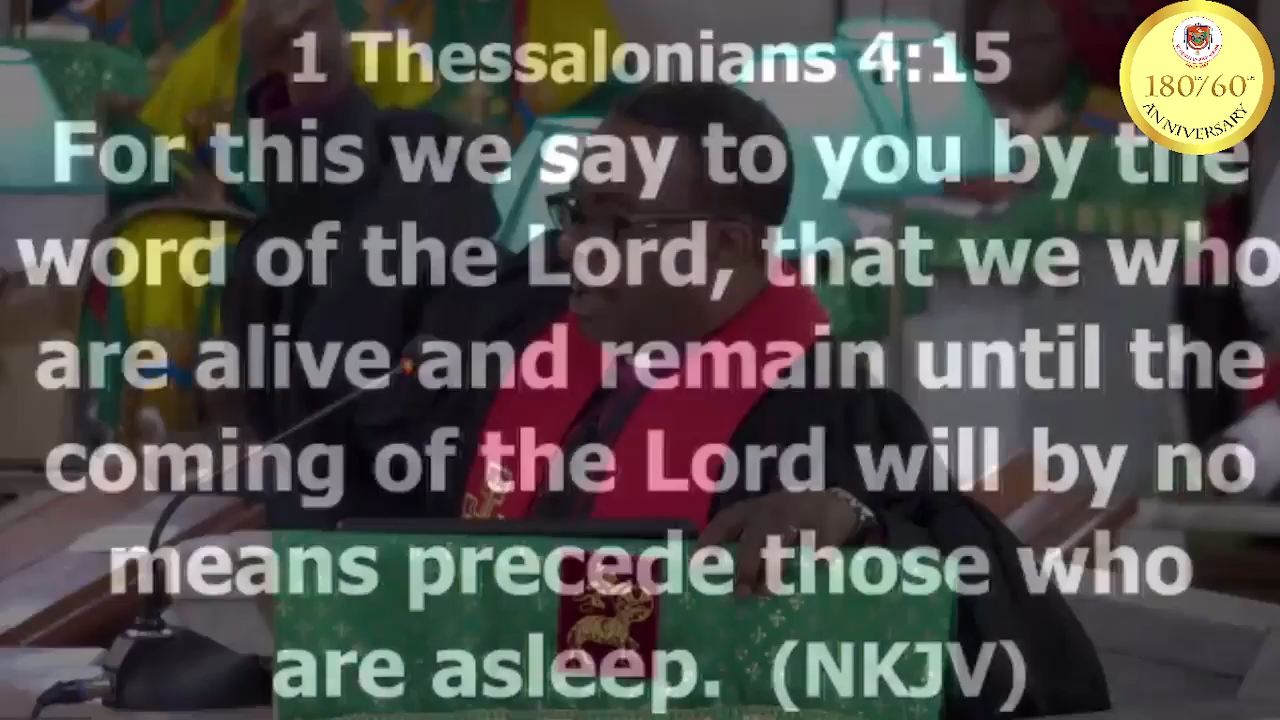 1 Thessalonians 4:15
For this we say to you by the
word of the Lord, that we who
are alive and remain until the
coming of the Lord will by no
means precede those who
are asleep. (NKJV)
180th/60th
ANNIVERSARY